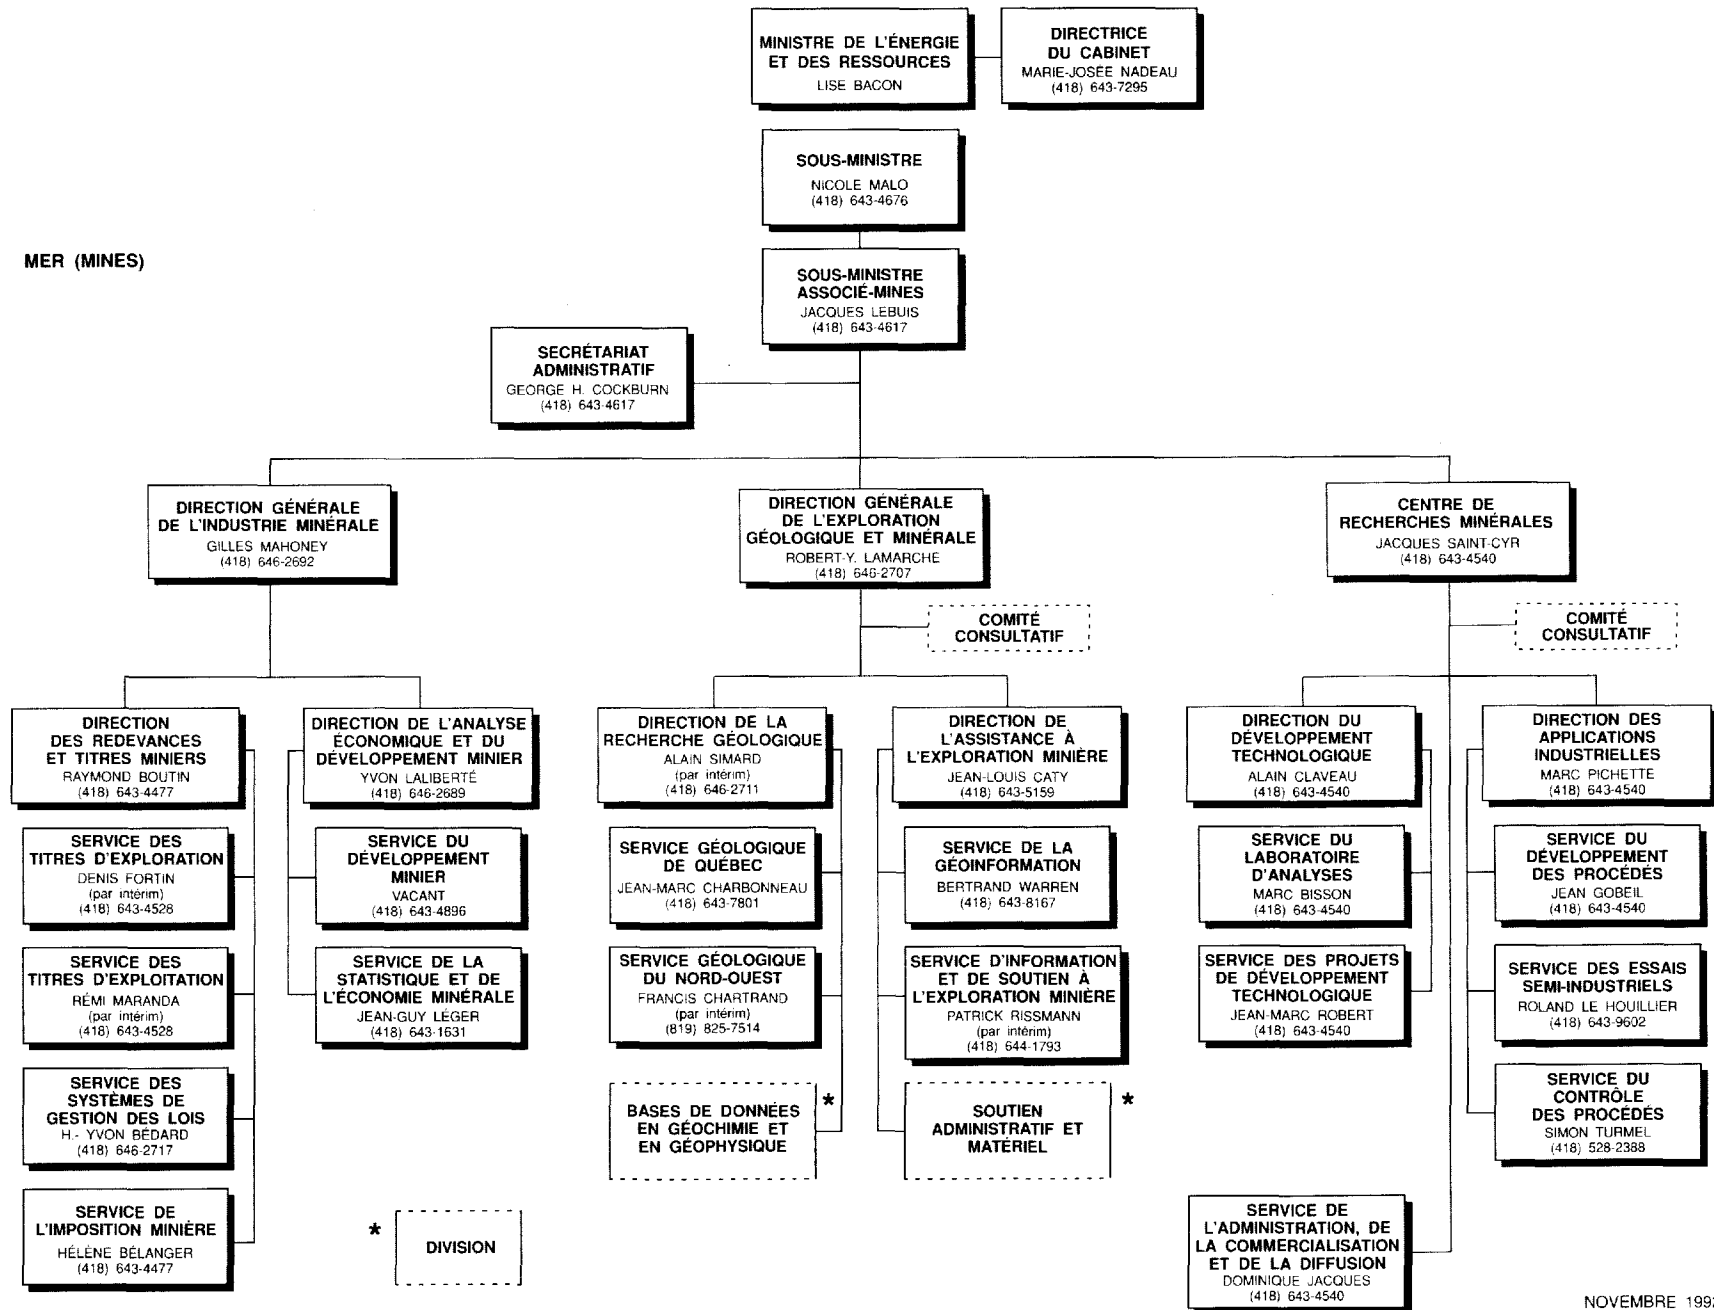 MINISTRE DE L'ÉNERGIE
ET DES RESSOURCES
LISE BACON
DIRECTRICE
DU CABINET
MARIE-JOSÉE NADEAU
(418) 643-7295
SOUS-MINISTRE
NICOLE MALO
(418) 643-4676
MER (MINES)
SOUS-MINISTRE
ASSOCIÉ-MINES
JACQUES LEBUIS
(418) 643-4617
SECRÉTARIAT
ADMINISTRATIF
GEORGE H. COCKBURN
(418) 643-4617
DIRECTION GÉNÉRALE
DE L'INDUSTRIE MINÉRALE
GILLES MAHONEY
(418) 646-2692
DIRECTION GÉNÉRALE
DE L'EXPLORATION
GÉOLOGIQUE ET MINÉRALE
ROBERT-Y. LAMARCHE
(418) 646-2707
CENTRE DE
RECHERCHES MINÉRALES
JACQUES SAINT-CYR
(418) 643-4540
COMITÉ
CONSULTATIF
COMITÉ
CONSULTATIF
DIRECTION
DES REDEVANCES
ET TITRES MINIERS
RAYMOND BOUTIN
(418) 643-4477
DIRECTION DE L'ANALYSE
ÉCONOMIQUE ET DU
DÉVELOPPEMENT MINIER
YVON LALIBERTÉ
(418) 646-2689
DIRECTION DE LA
RECHERCHE GÉOLOGIQUE
ALAIN SIMARD
(par intérim)
(418) 646-2711
DIRECTION DE
L'ASSISTANCE À
L'EXPLORATION MINIÈRE
JEAN-LOUIS CATY
(418) 643-5159
DIRECTION DU
DÉVELOPPEMENT
TECHNOLOGIQUE
ALAIN CLAVEAU
(418) 643-4540
DIRECTION DES
APPLICATIONS
INDUSTRIELLES
MARC PICHETTE
(418) 643-4540
SERVICE DES
TITRES D'EXPLORATION
DENIS FORTIN
(par intérim)
(418) 643-4528
SERVICE DU
DÉVELOPPEMENT
MINIER
VACANT
(418) 643-4896
SERVICE GÉOLOGIQUE
DE QUÉBEC
JEAN-MARC CHARBONNEAU
(418) 643-7801
SERVICE DE LA
GÉOINFORMATION
BERTRAND WARREN
(418) 643-8167
SERVICE DU
LABORATOIRE
D'ANALYSES
MARC BISSON
(418) 643-4540
SERVICE DU
DÉVELOPPEMENT
DES PROCÉDÉS
JEAN GOBEIL
(418) 643-4540
SERVICE DES
TITRES D'EXPLOITATION
RÉMI MARANDA
(par intérim)
(418) 643-4528
SERVICE DE LA
STATISTIQUE ET DE
L'ÉCONOMIE MINÉRALE
JEAN-GUY LÉGER
(418) 643-1631
SERVICE GÉOLOGIQUE
DU NORD-OUEST
FRANCIS CHARTRAND
(par intérim)
(819) 825-7514
SERVICE D'INFORMATION
ET DE SOUTIEN À
L'EXPLORATION MINIÈRE
PATRICK RISSMANN
(par intérim)
(418) 644-1793
SERVICE DES PROJETS
DE DÉVELOPPEMENT
TECHNOLOGIQUE
JEAN-MARC ROBERT
(418) 643-4540
SERVICE DES ESSAIS
SEMI-INDUSTRIELS
ROLAND LE HOUILLIER
(418) 643-9602
SERVICE DES
SYSTÈMES DE
GESTION DES LOIS
H.- YVON BÉDARD
(418) 646-2717
BASES DE DONNÉES
EN GÉOCHIMIE ET
EN GÉOPHYSIQUE
*
SOUTIEN
ADMINISTRATIF ET
MATÉRIEL
*
SERVICE DU
CONTRÔLE
DES PROCÉDÉS
SIMON TURMEL
(418) 528-2388
SERVICE DE
L'IMPOSITION MINIÈRE
HÉLÈNE BÉLANGER
(418) 643-4477
* DIVISION
SERVICE DE
L'ADMINISTRATION, DE
LA COMMERCIALISATION
ET DE LA DIFFUSION
DOMINIQUE JACQUES
(418) 643-4540
NOVEMBRE